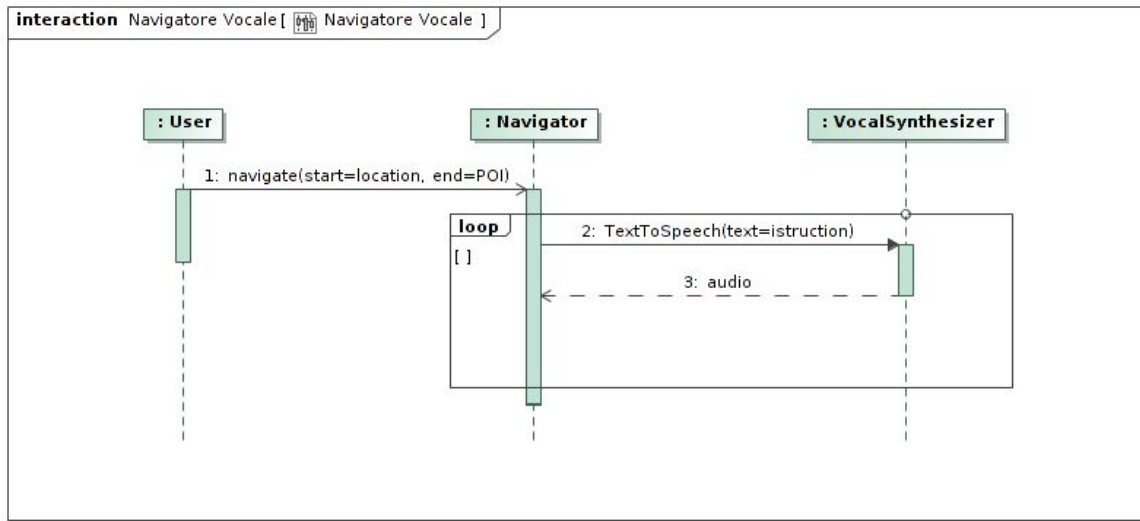 interaction Navigatore Vocale [ Navigatore Vocale ]
: User
: Navigator
: VocalSynthesizer
1: navigate(start=location, end=POI)
loop
2: TextToSpeech(text=istruction)
[ ]
3: audio